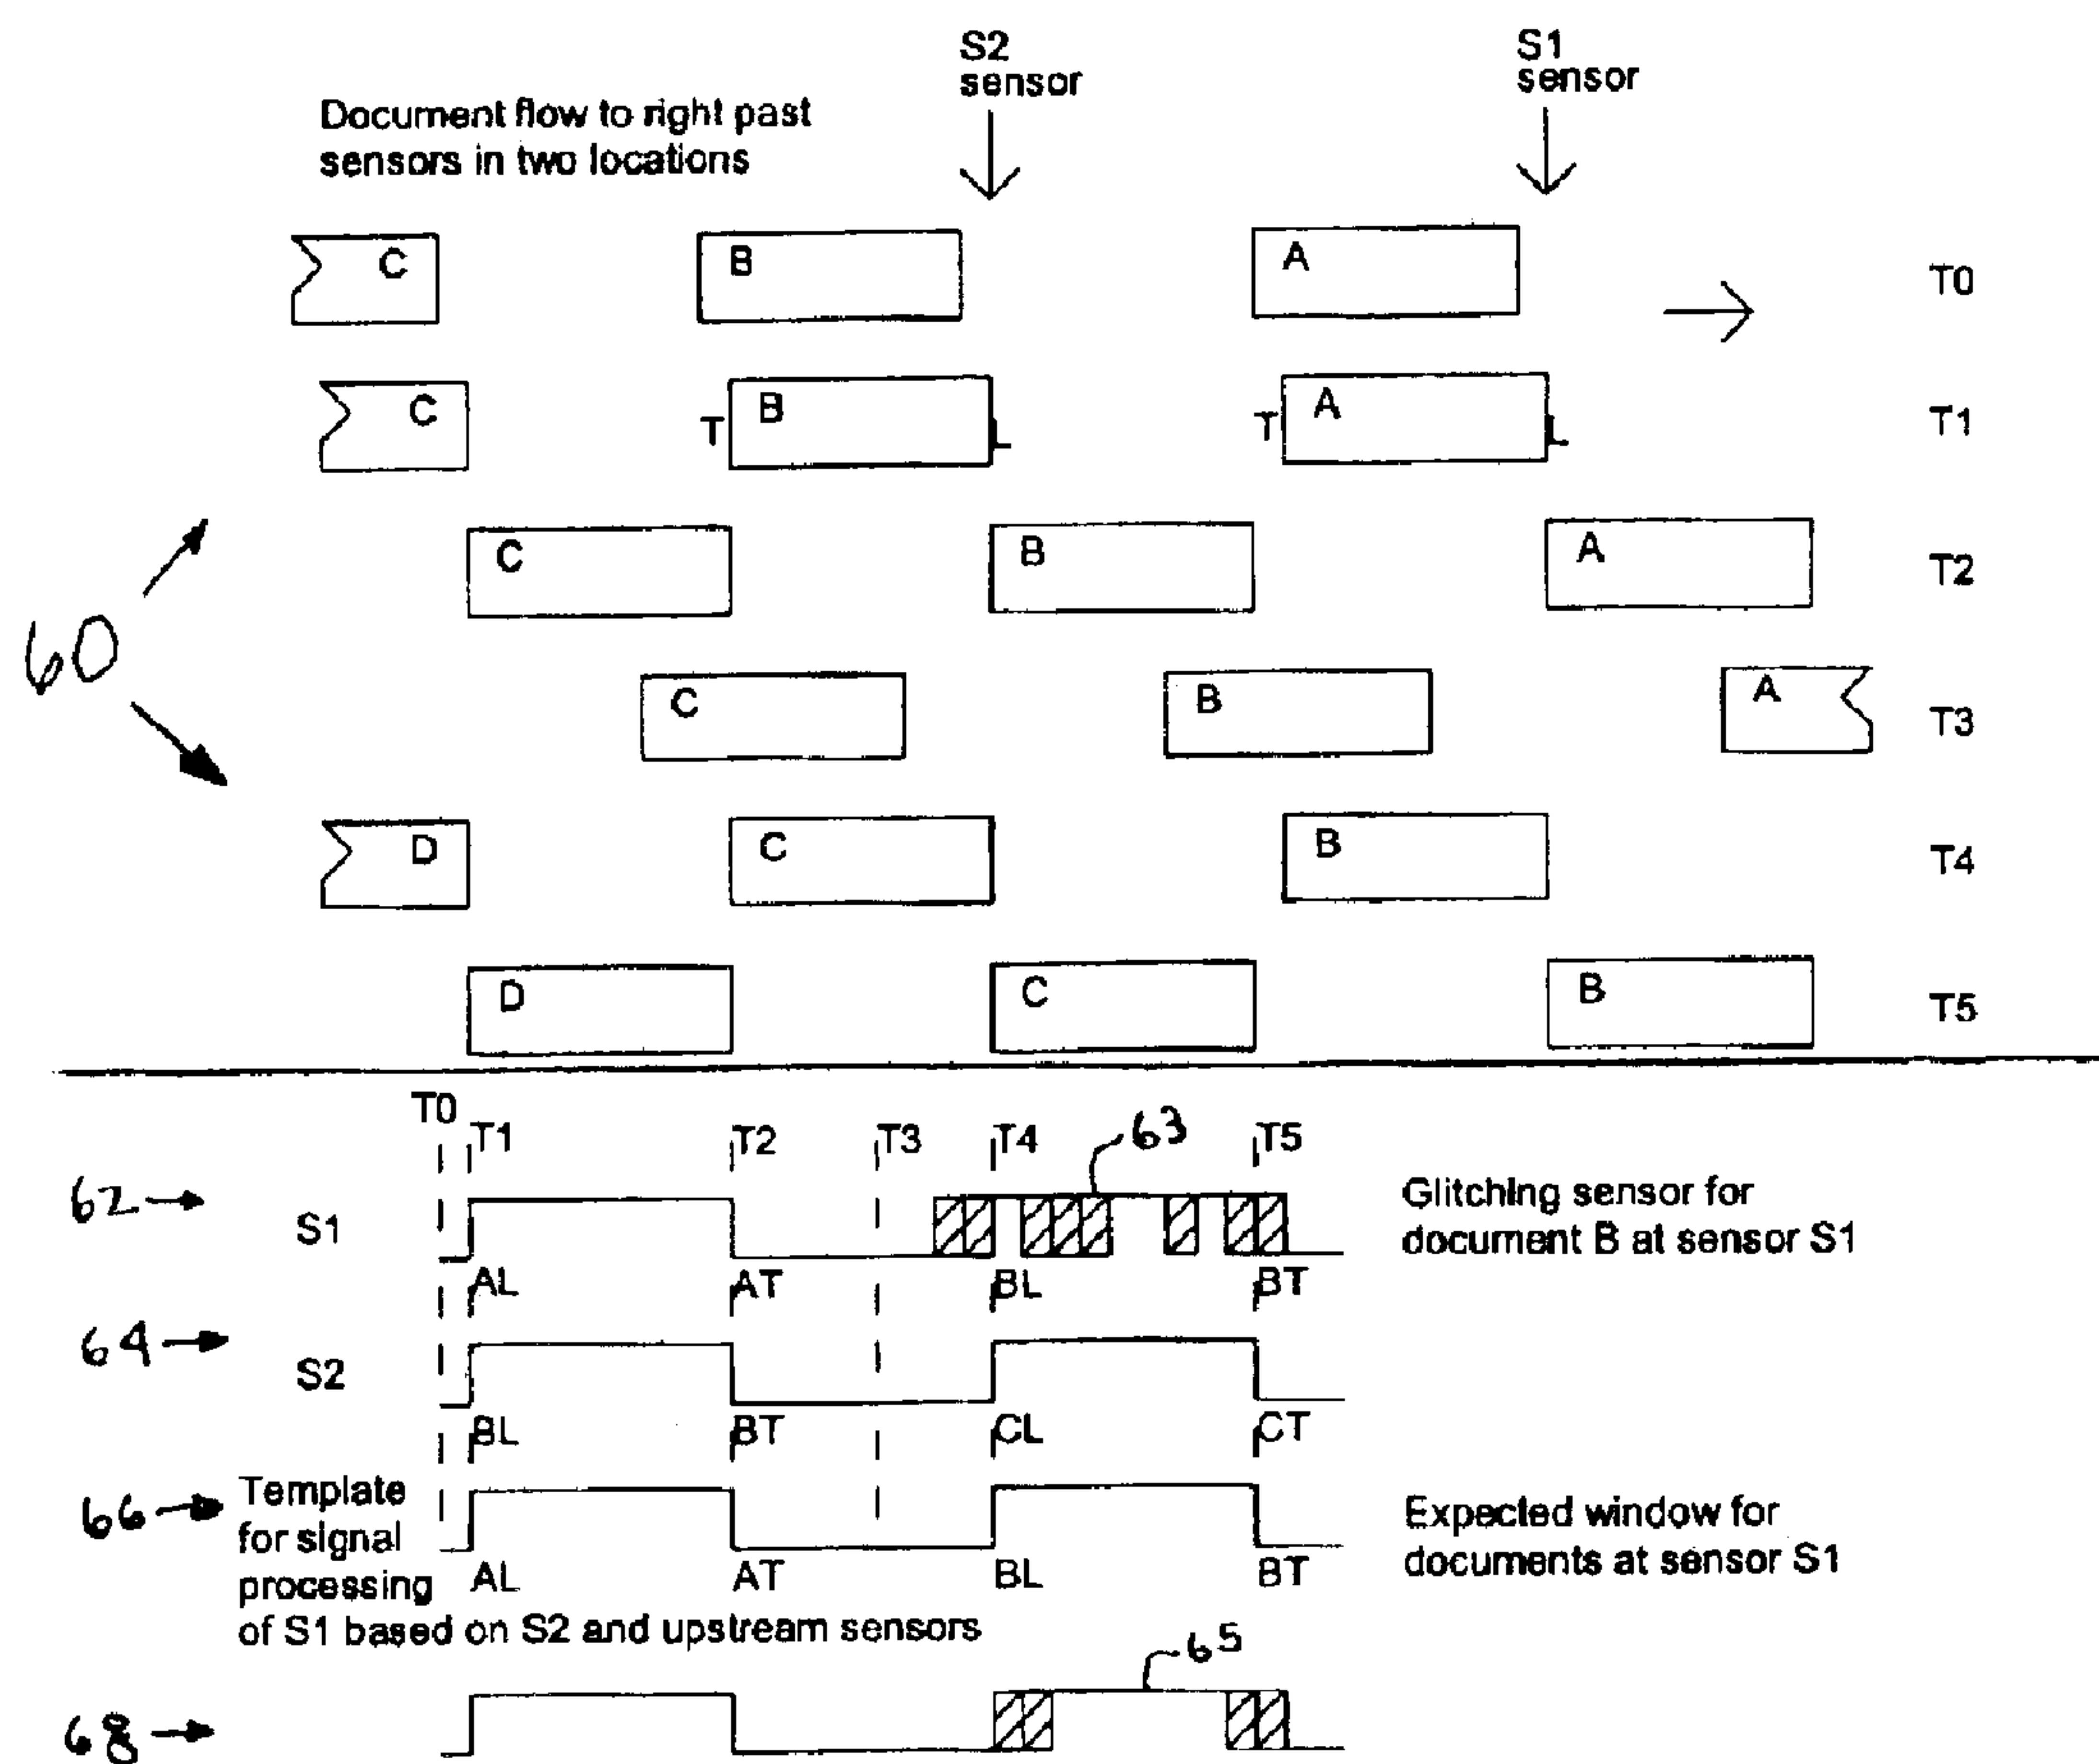 S2
sensor
S1
sensor
Document flow to right past
sensors in two locations
C B A T0
C T B L T A L T1
C B A T2
60
C B A T3
D C B T4
D C B T5
T0 T1 T2 T3 T4 63 T5
62 S1
Glitching sensor for
document B at sensor S1
AL AT BL BT
64 S2
BL BT CL CT
66 Template
for signal
processing
of S1 based on S2 and upstream sensors
AL AT BL BT
Expected window for
documents at sensor S1
65
68